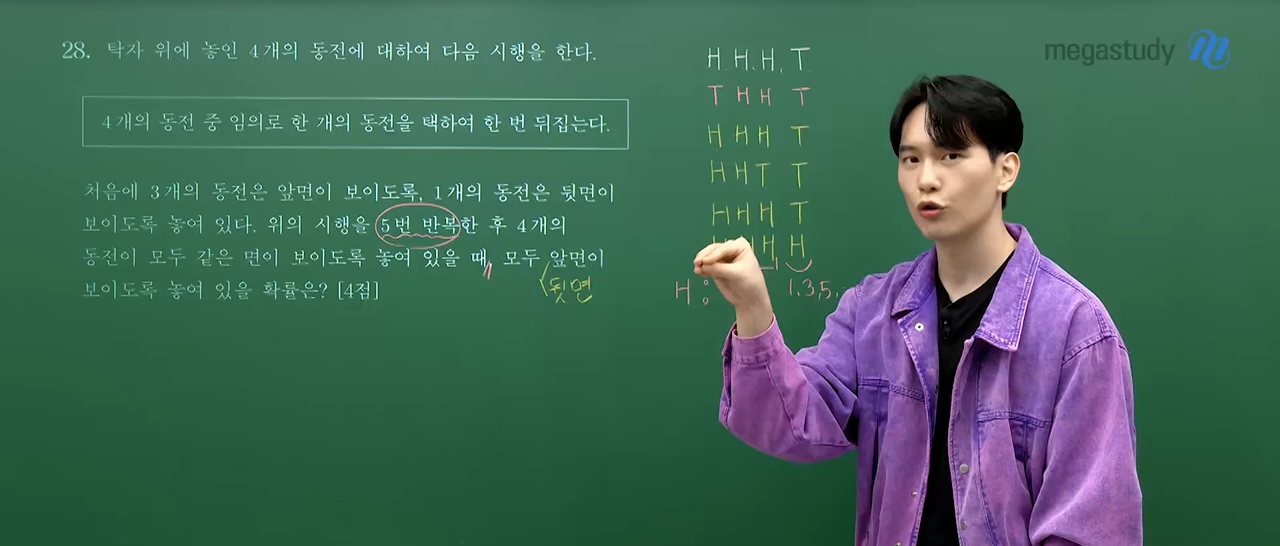 28. 탁자 위에 놓인 4개의 동전에 대하여 다음 시행을 한다.
4개의 동전 중 임의로 한 개의 동전을 택하여 한 번 뒤집는다.
처음에 3개의 동전은 앞면이 보이도록, 1개의 동전은 뒷면이
보이도록 놓여 있다. 위의 시행을 5번 반복한 후 4개의
동전이 모두 같은 면이 보이도록 놓여 있을 때, 모두 앞면이
보이도록 놓여 있을 확률은? [4점]
뒷면
H H H T
T H H T
H H H T
H H T T
H H H T
H H
H : 1, 3, 5,
megastudy